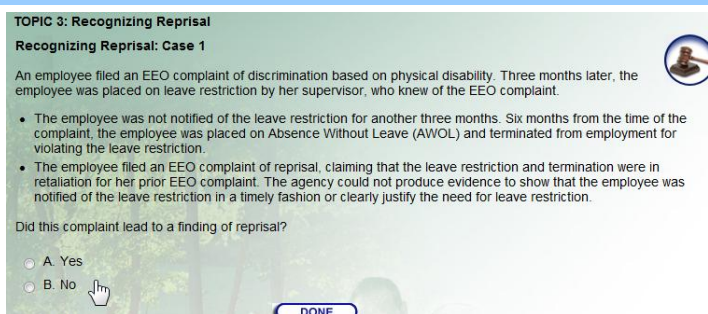 TOPIC 3: Recognizing Reprisal
Recognizing Reprisal: Case 1
An employee filed an EEO complaint of discrimination based on physical disability. Three months later, the
employee was placed on leave restriction by her supervisor, who knew of the EEO complaint.
• The employee was not notified of the leave restriction for another three months. Six months from the time of the
complaint, the employee was placed on Absence Without Leave (AWOL) and terminated from employment for
violating the leave restriction.
• The employee filed an EEO complaint of reprisal, claiming that the leave restriction and termination were in
retaliation for her prior EEO complaint. The agency could not produce evidence to show that the employee was
notified of the leave restriction in a timely fashion or clearly justify the need for leave restriction.
Did this complaint lead to a finding of reprisal?
A. Yes
B. No
DONE